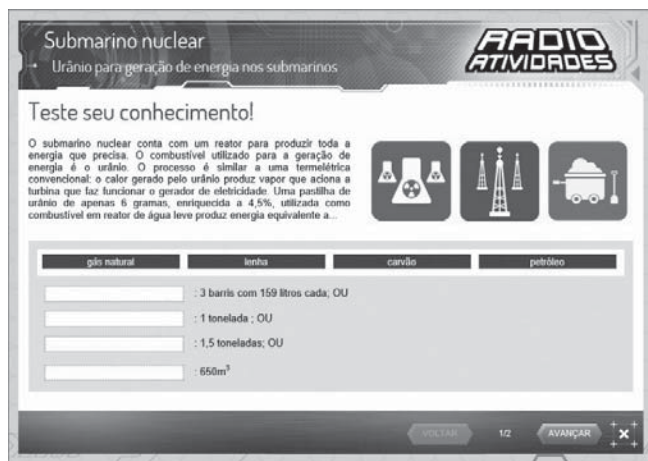 Submarino nuclear
Urânio para geração de energia nos submarinos
RADIO
ATIVIDADES
Teste seu conhecimento!
O submarino nuclear conta com um reator para produzir toda a
energia que precisa. O combustível utilizado para a geração de
energia é o urânio. O processo é similar a uma termelétrica
convencional: o calor gerado pelo urânio produz vapor que aciona a
turbina que faz funcionar o gerador de eletricidade. Uma pastilha de
urânio de apenas 6 gramas, enriquecida a 4,5%, utilizada como
combustível em reator de água leve produz energia equivalente a...
gás natural lenha carvão petróleo
: 3 barris com 159 litros cada; OU
: 1 tonelada ; OU
: 1,5 toneladas; OU
: 650m³
VOLTAR 1/2 AVANÇAR X